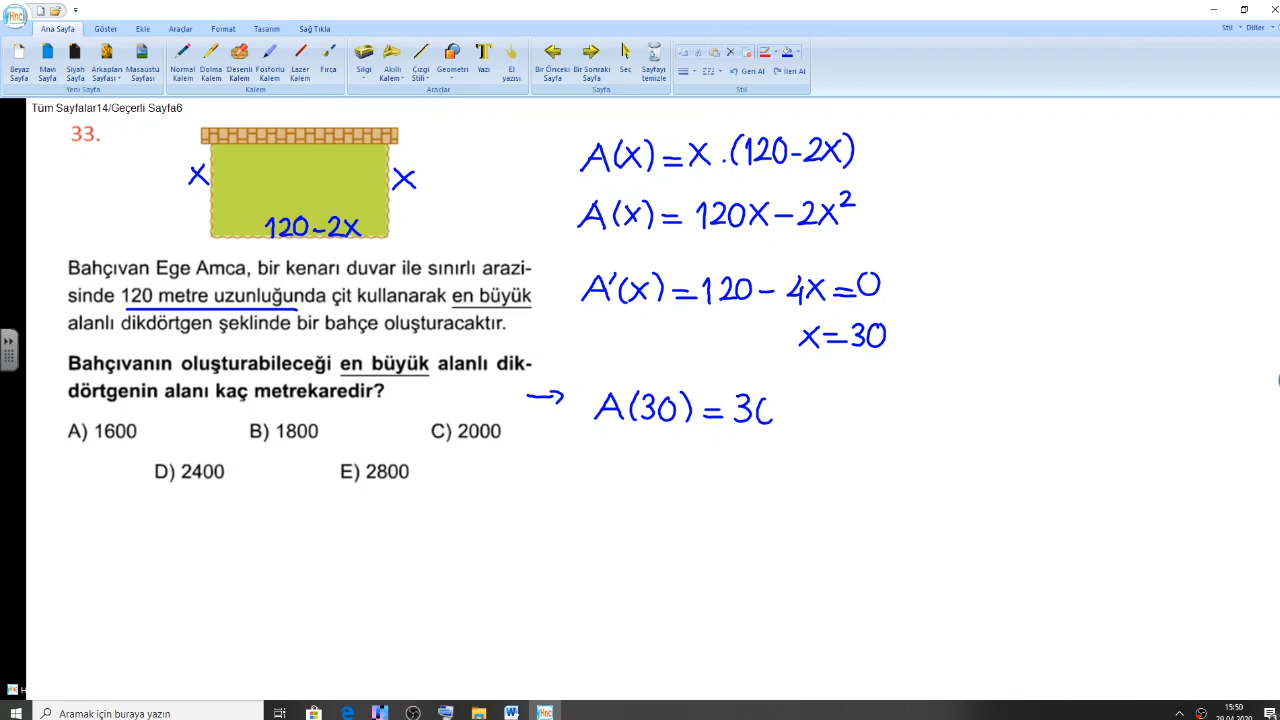 Ana Sayfa Göster Ekle Araçlar Format Tasarım Sağ Tıkla
Stil Diller
Beyaz Sayfa Mavi Sayfa Siyah Sayfa Arkaplan Sayfası Masaüstü Sayfası Normal Kalem Dolma Kalem Desenli Kalem Fosforlu Kalem Lazer Kalem Fırça Silgi Akıllı Kalem Çizgi Stili Geometri Yazı El yazısı Bir Önceki Sayfa Bir Sonraki Sayfa Seç Sayfayı temizle Geri Al İleri Al
Yeni Sayfa Kalem Araçlar Sayfa Stil
Tüm Sayfalar14/Geçerli Sayfa6
33.
x x
120-2x
Bahçıvan Ege Amca, bir kenarı duvar ile sınırlı arazi-
sinde 120 metre uzunluğunda çit kullanarak en büyük
alanlı dikdörtgen şeklinde bir bahçe oluşturacaktır.
Bahçıvanın oluşturabileceği en büyük alanlı dik-
dörtgenin alanı kaç metrekaredir?
A) 1600 B) 1800 C) 2000
D) 2400 E) 2800
A(x) = x .(120-2x)
A(x) = 120x-2x²
A'(x) = 120-4x=0
x=30
→ A(30) = 3
Aramak için buraya yazın
15:50
29.04.2020